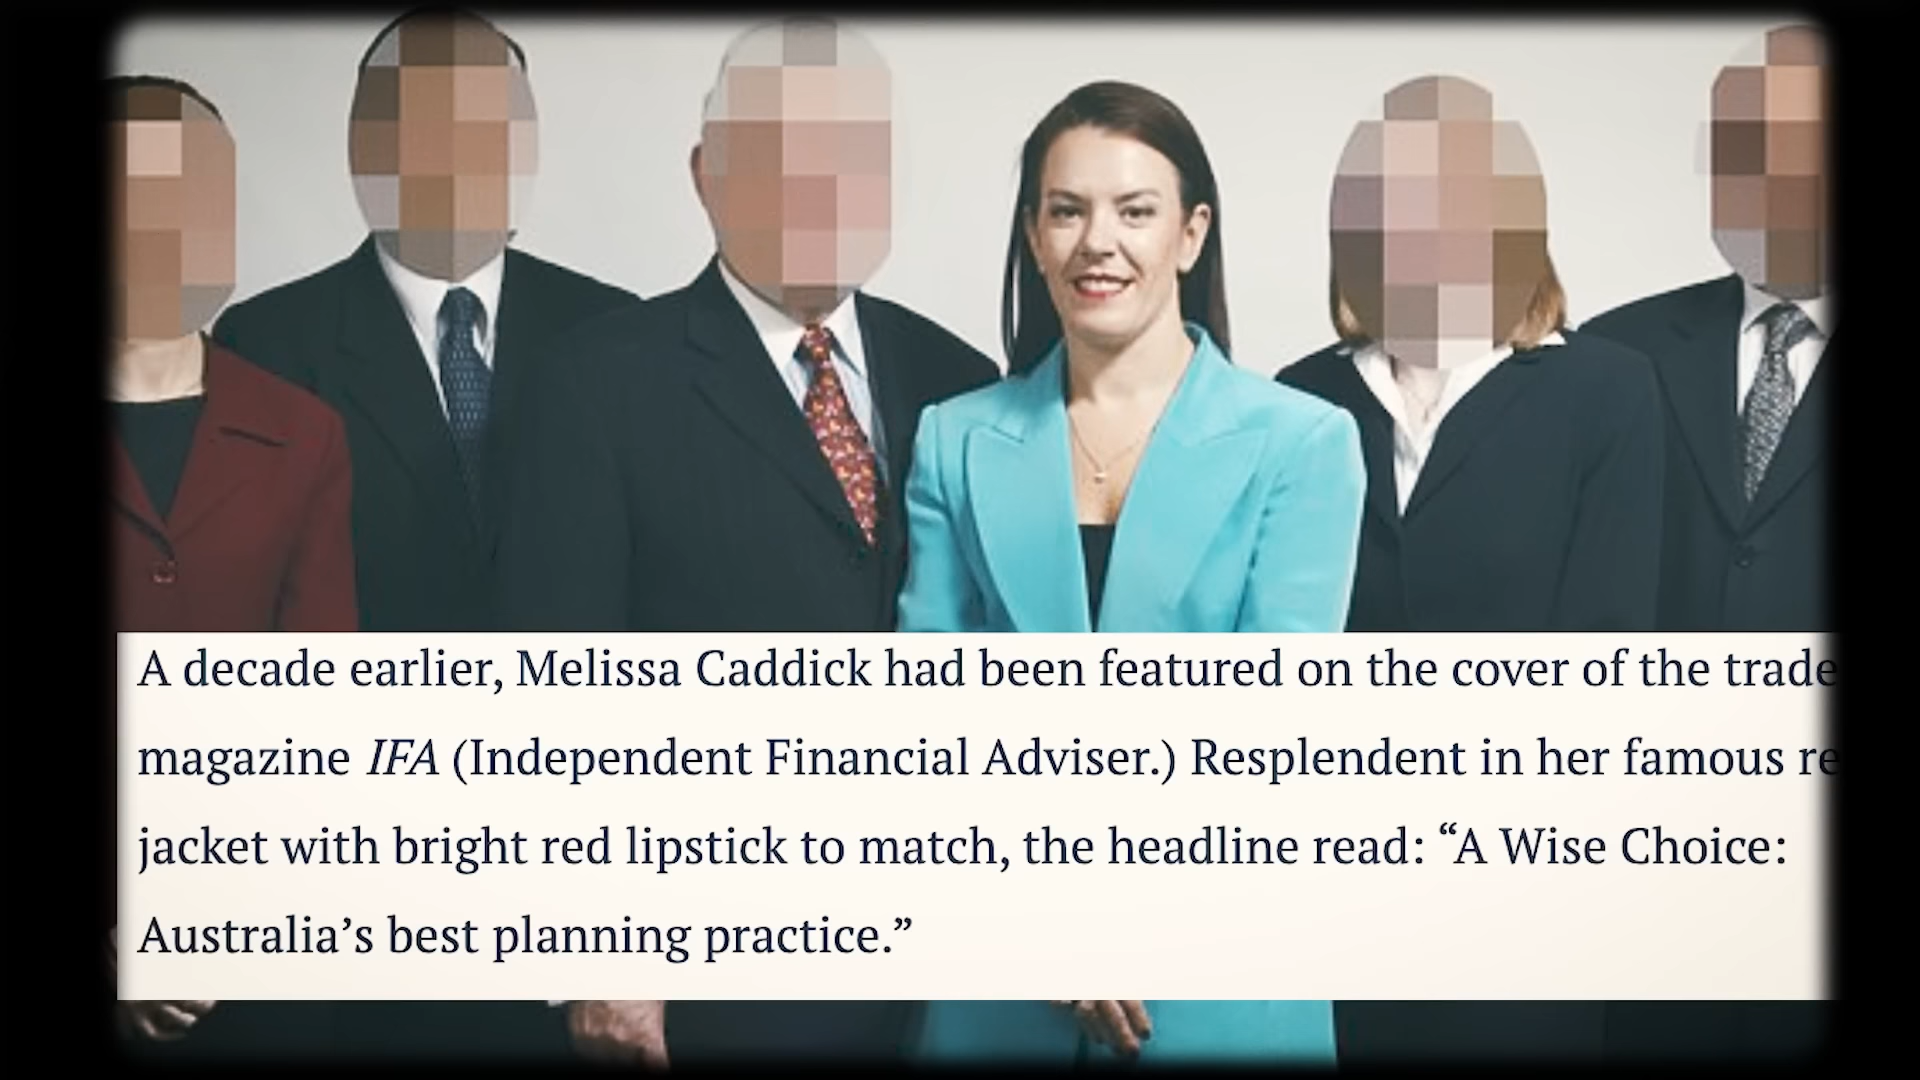 A decade earlier, Melissa Caddick had been featured on the cover of the trade
magazine IFA (Independent Financial Adviser.) Resplendent in her famous
jacket with bright red lipstick to match, the headline read: “A Wise Choice:
Australia’s best planning practice.”